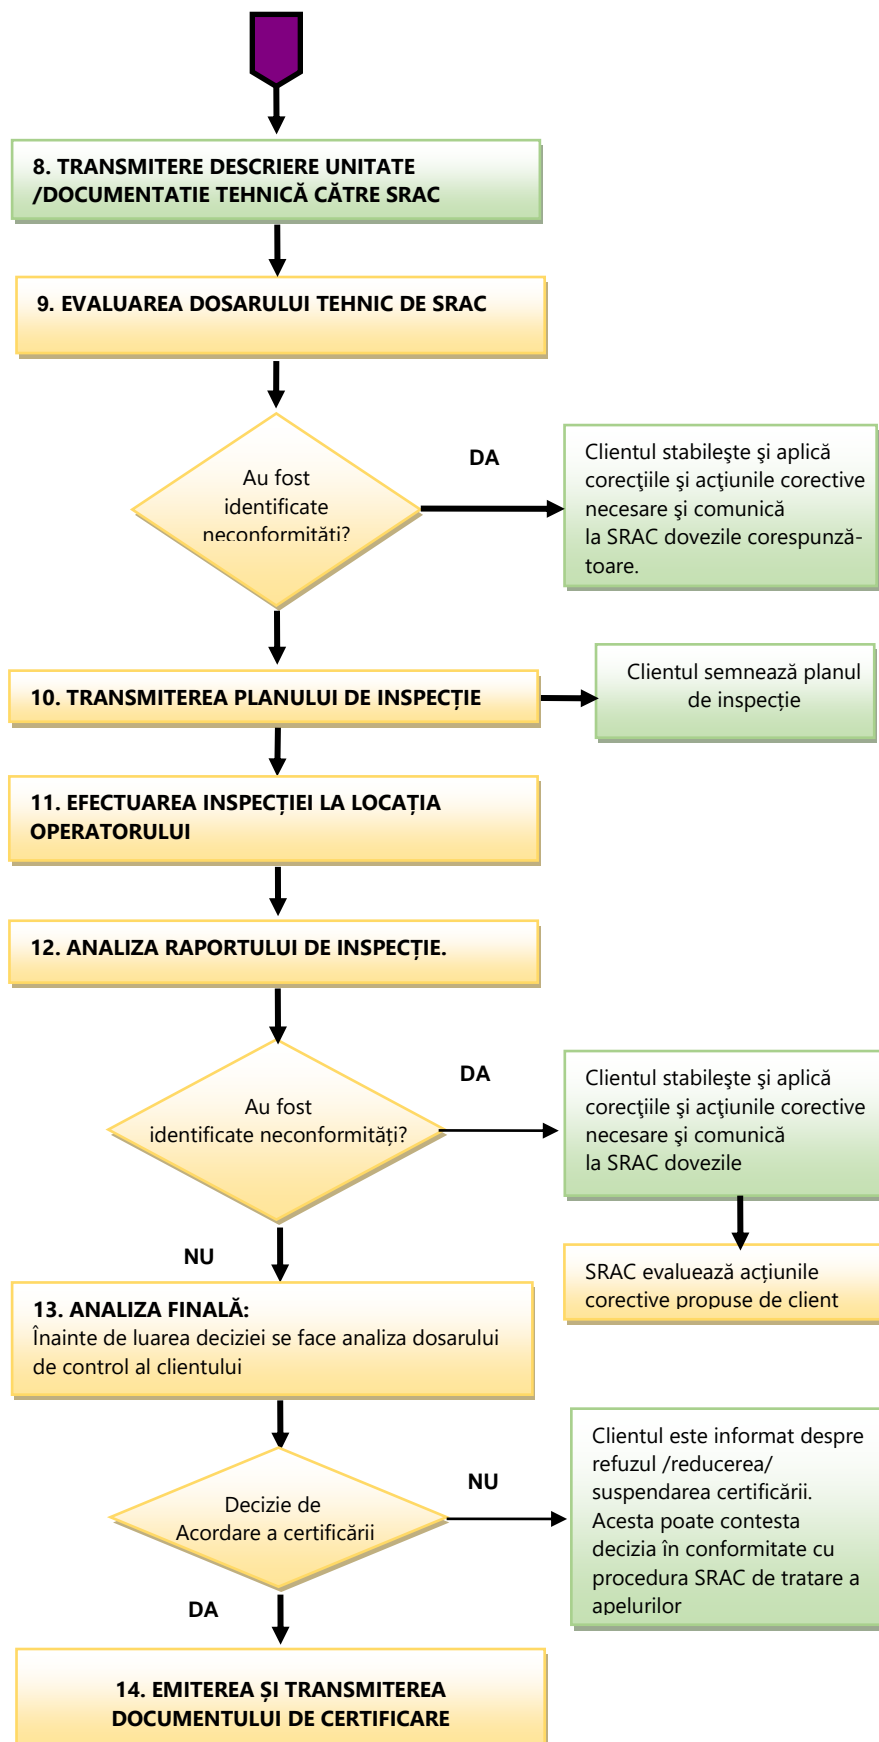 8. TRANSMITERE DESCRIERE UNITATE
/DOCUMENTATIE TEHNICĂ CĂTRE SRAC
9. EVALUAREA DOSARULUI TEHNIC DE SRAC
Au fost
identificate
neconformităti?
DA
Clientul stabileşte şi aplică
corecţiile şi acţiunile corective
necesare şi comunică
la SRAC dovezile corespunză-
toare.
10. TRANSMITEREA PLANULUI DE INSPECȚIE
Clientul semnează planul
de inspecție
11. EFECTUAREA INSPECȚIEI LA LOCAȚIA
OPERATORULUI
12. ANALIZA RAPORTULUI DE INSPECȚIE.
Au fost
identificate neconformități?
DA
Clientul stabileşte şi aplică
corecţiile şi acţiunile corective
necesare şi comunică
la SRAC dovezile
NU
SRAC evaluează acțiunile
corective propuse de client
13. ANALIZA FINALĂ:
Înainte de luarea deciziei se face analiza dosarului
de control al clientului
Decizie de
Acordare a certificării
NU
Clientul este informat despre
refuzul /reducerea/
suspendarea certificării.
Acesta poate contesta
decizia în conformitate cu
procedura SRAC de tratare a
apelurilor
DA
14. EMITEREA ȘI TRANSMITEREA
DOCUMENTULUI DE CERTIFICARE